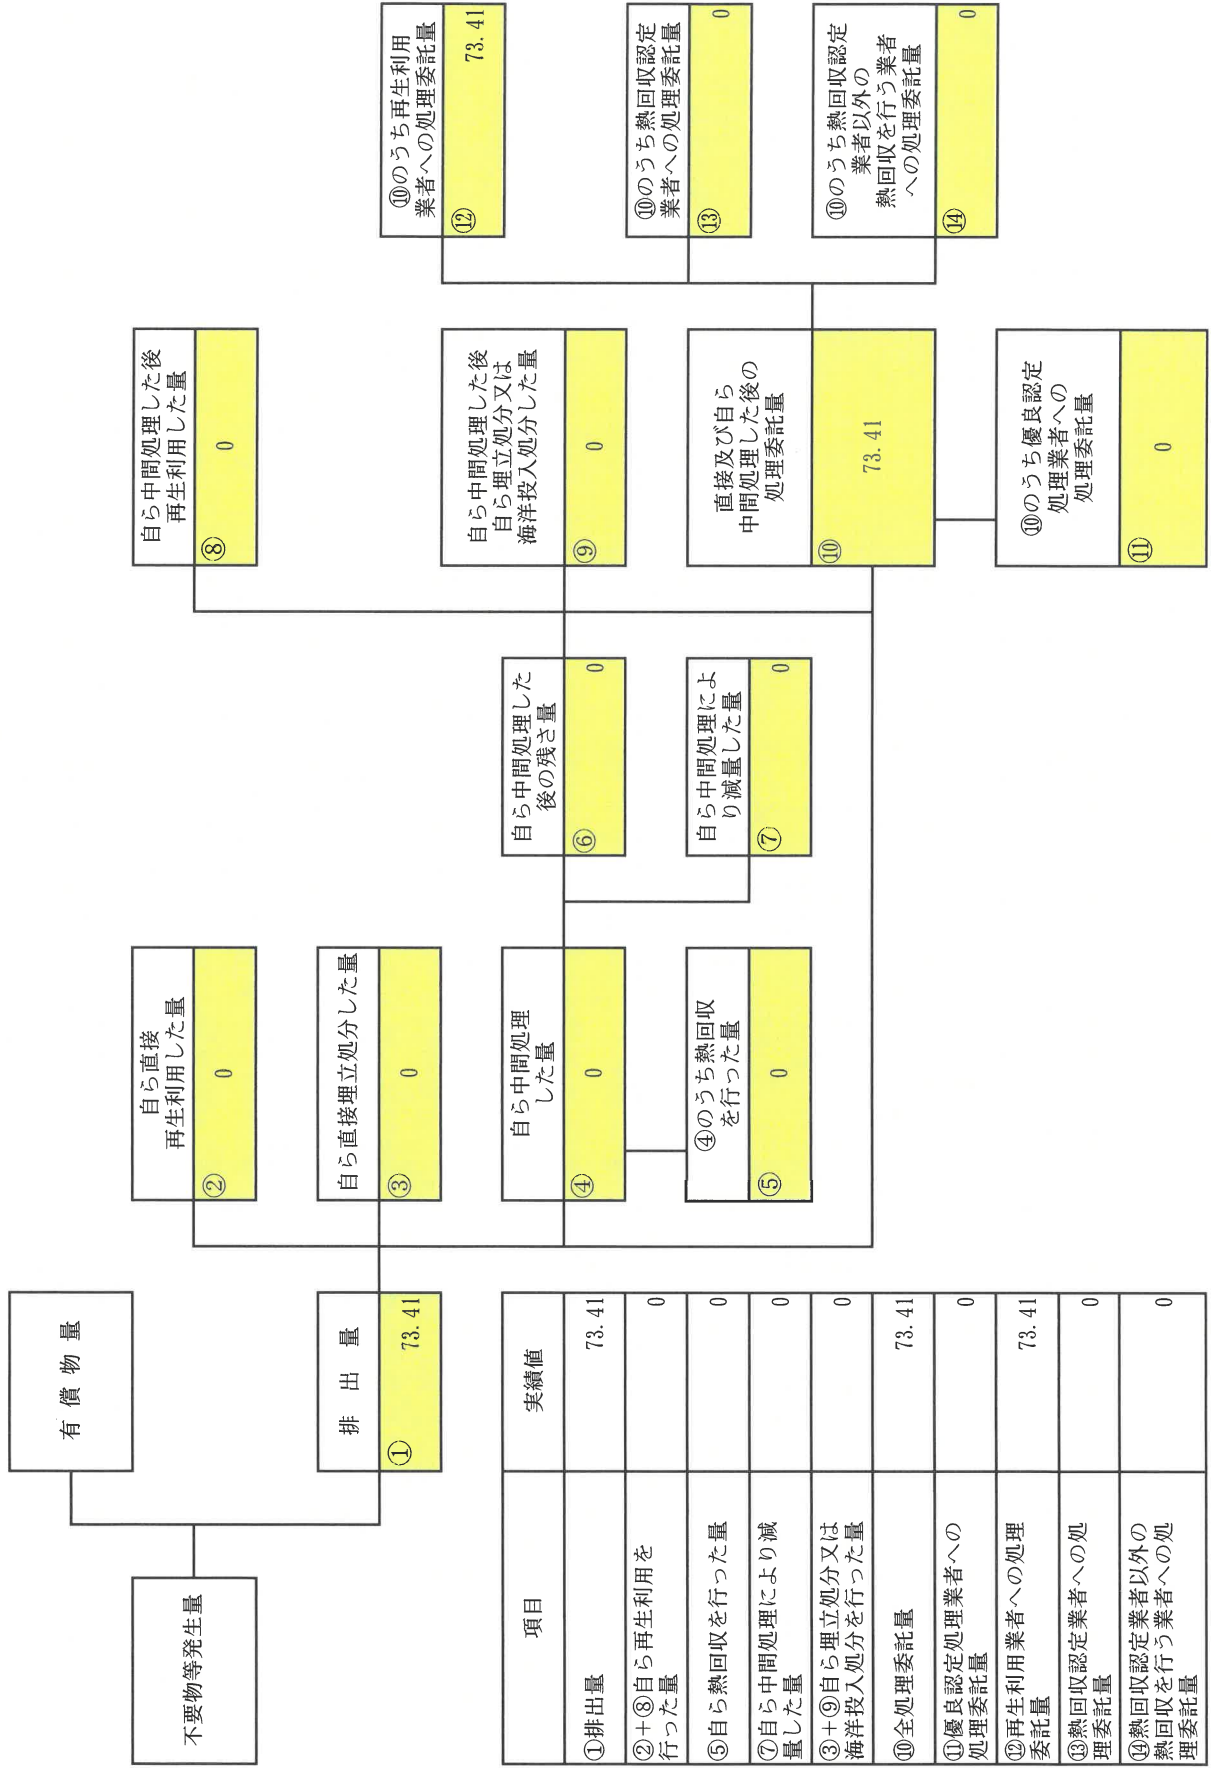 不要物等発生量
有 償 物 量
排 出 量
① 73.41
自ら直接
再生利用した量
② 0
自ら直接埋立処分した量
③ 0
自ら中間処理
した量
④ 0
④のうち熱回収
を行った量
⑤ 0
自ら中間処理した
後の残さ量
⑥ 0
自ら中間処理によ
り減量した量
⑦ 0
自ら中間処理した後
再生利用した量
⑧ 0
自ら中間処理した後
自ら埋立処分又は
海洋投入処分した量
⑨ 0
直接及び自ら
中間処理した後の
処理委託量
⑩ 73.41
⑩のうち優良認定
処理業者への
処理委託量
⑪ 0
⑩のうち再生利用
業者への処理委託量
⑫ 73.41
⑩のうち熱回収認定
業者への処理委託量
⑬ 0
⑩のうち熱回収認定
業者以外の
熱回収を行う業者
への処理委託量
⑭ 0
項目 実績値
①排出量 73.41
②+⑧自ら再生利用を
行った量 0
⑤自ら熱回収を行った量 0
⑦自ら中間処理により減
量した量 0
③+⑨自ら埋立処分又は
海洋投入処分を行った量 0
⑩全処理委託量 73.41
⑪優良認定処理業者への
処理委託量 0
⑫再生利用業者への処理
委託量 73.41
⑬熱回収認定業者への処
理委託量 0
⑭熱回収認定業者以外の
熱回収を行う業者への処
理委託量 0